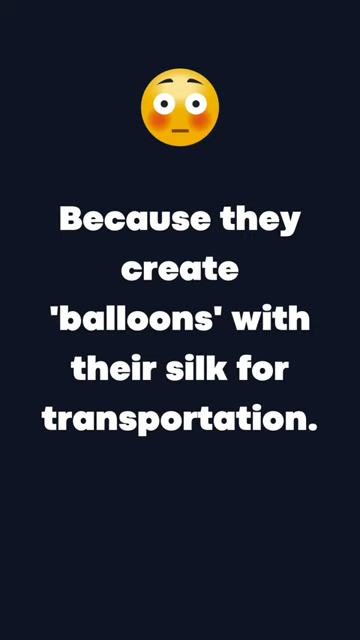 Because they
create
'balloons' with
their silk for
transportation.